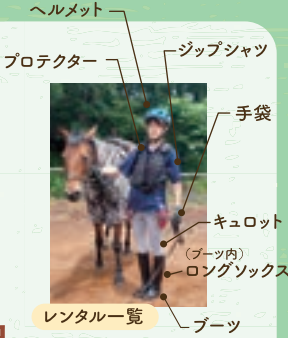 ヘルメット
プロテクター
ジップシャツ
手袋
キュロット
(ブーツ内)
ロングソックス
ブーツ
レンタル一覧